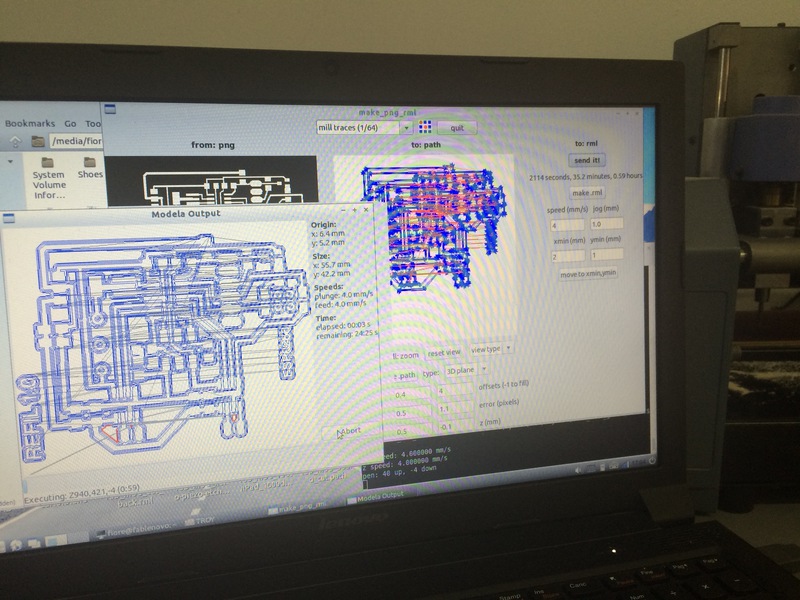 make_png_rml
Bookmarks Go Too
/media/fior
mill traces (1/64)
quit
from: png
to: path
to: rml
send it!
2114 seconds, 35.2 minutes, 0.59 hours
make .rml
speed (mm/s) jog (mm)
4 1.0
xmin (mm) ymin (mm)
2 1
move to xmin,ymin
System
Volume
Infor...
Shoes
Modela Output
Origin:
x: 6.4 mm
y: 5.2 mm
Size:
x: 55.7 mm
y: 42.2 mm
Speeds:
plunge: 4.0 mm/s
feed: 4.0 mm/s
Time:
elapsed: 00:03 s
remaining: 24:25 s
Abort
Executing: Z940,421,-4 (0:59)
zoom reset view view type
path type: 3D plane
0.4 4 offsets (-1 to fill)
0.5 1.1 error (pixels)
0.5 -0.1 z (mm)
eed: 4.000000 mm/s
z speed: 4.000000 mm/s
pen: 40 up, -4 down
fiore@fablenovo:
TROY
make_png_rml
Modela Output
lenovo